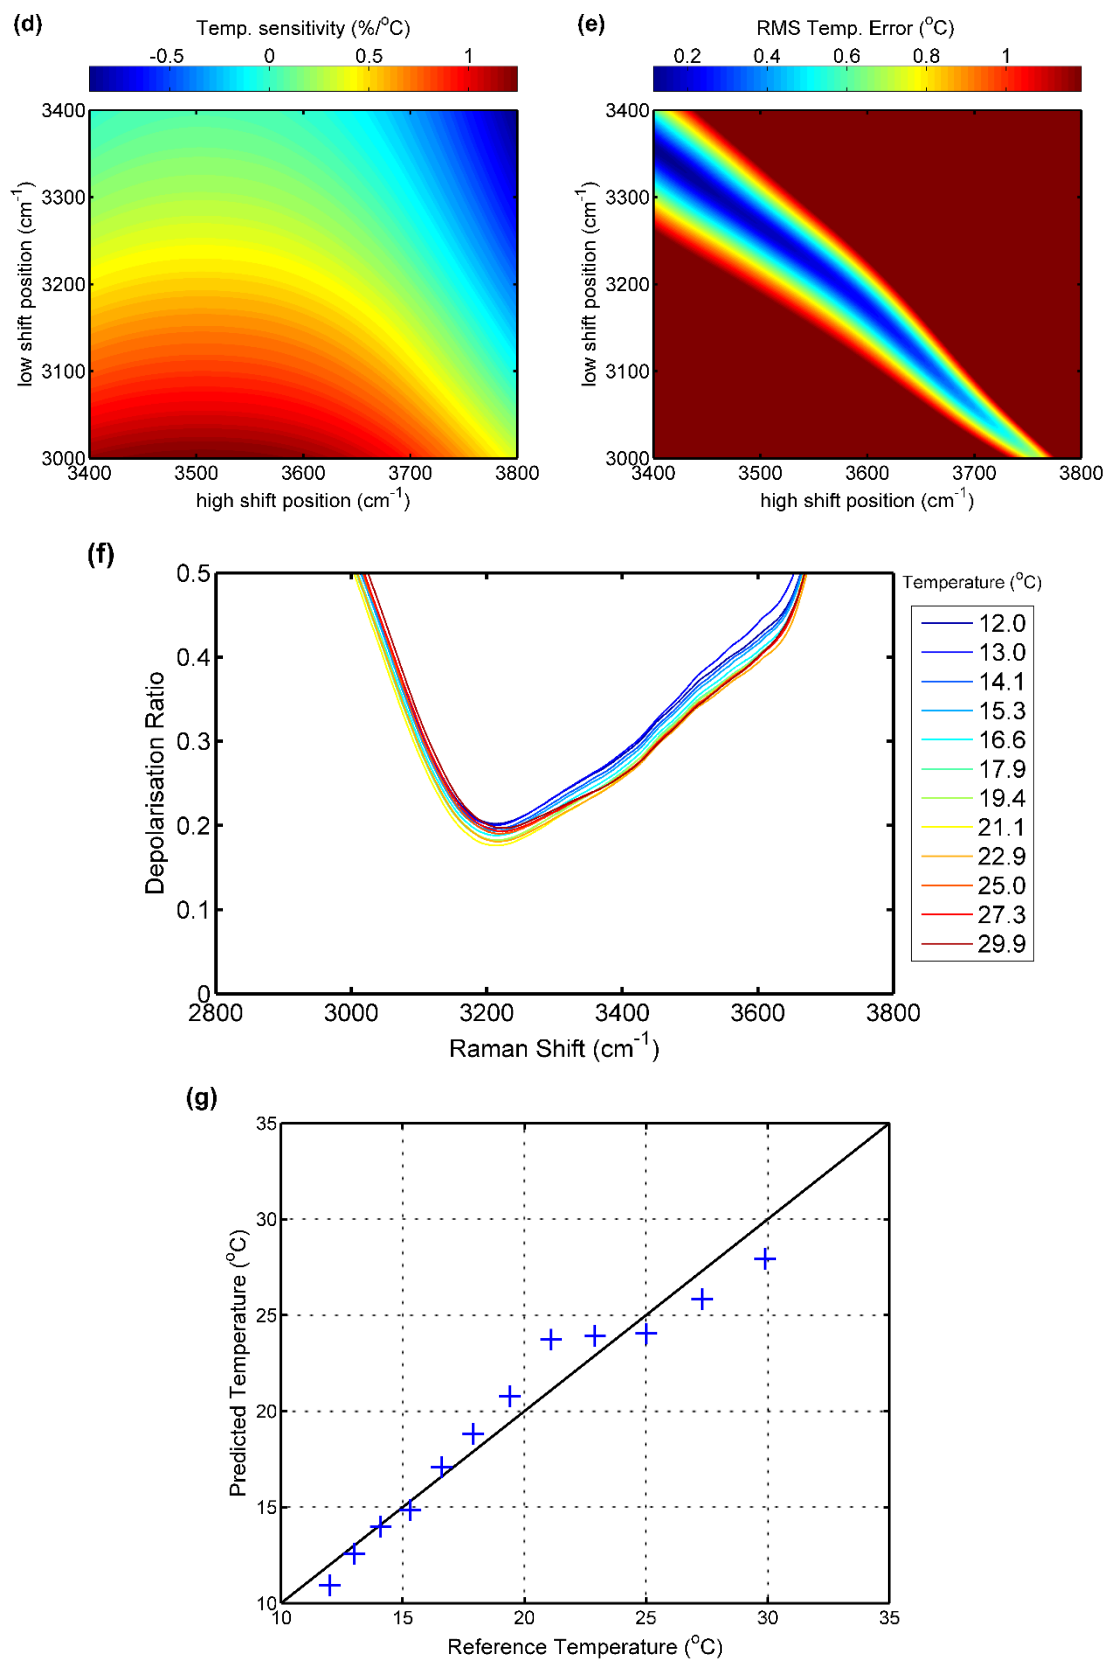 (d)
Temp. sensitivity (%/°C)
-0.5 0 0.5 1
3400
3300
3200
3100
3000
low shift position (cm⁻¹)
3400 3500 3600 3700 3800
high shift position (cm⁻¹)
(e)
RMS Temp. Error (°C)
0.2 0.4 0.6 0.8 1
3400
3300
3200
3100
3000
low shift position (cm⁻¹)
3400 3500 3600 3700 3800
high shift position (cm⁻¹)
(f)
0.5
0.4
0.3
0.2
0.1
0
Depolarisation Ratio
2800 3000 3200 3400 3600 3800
Raman Shift (cm⁻¹)
Temperature (°C)
12.0
13.0
14.1
15.3
16.6
17.9
19.4
21.1
22.9
25.0
27.3
29.9
(g)
35
30
25
20
15
10
Predicted Temperature (°C)
10 15 20 25 30 35
Reference Temperature (°C)